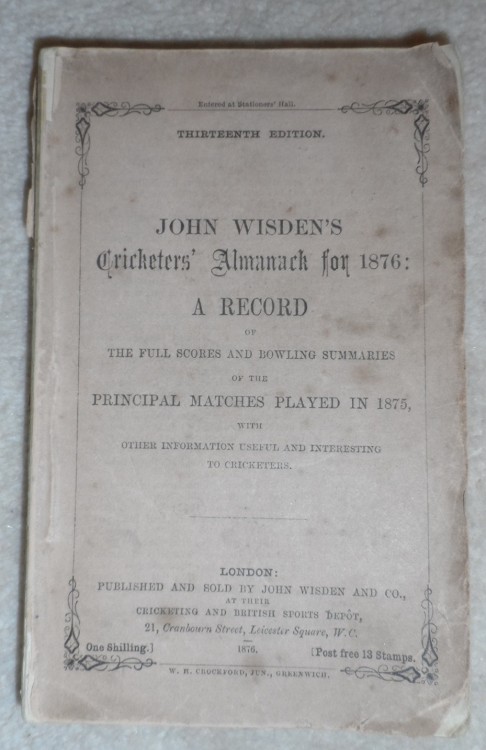 Entered at Stationers' Hall.
THIRTEENTH EDITION.
JOHN WISDEN'S
Cricketers' Almanack for 1876:
A RECORD
OF
THE FULL SCORES AND BOWLING SUMMARIES
OF THE
PRINCIPAL MATCHES PLAYED IN 1875,
WITH
OTHER INFORMATION USEFUL AND INTERESTING
TO CRICKETERS.
LONDON:
PUBLISHED AND SOLD BY JOHN WISDEN AND CO.,
AT THEIR
CRICKETING AND BRITISH SPORTS DEPÔT,
21, Cranbourn Street, Leicester Square, W.C.
One Shilling.] 1876. [Post free 13 Stamps.
W. H. CROCKFORD, JUN., GREENWICH.